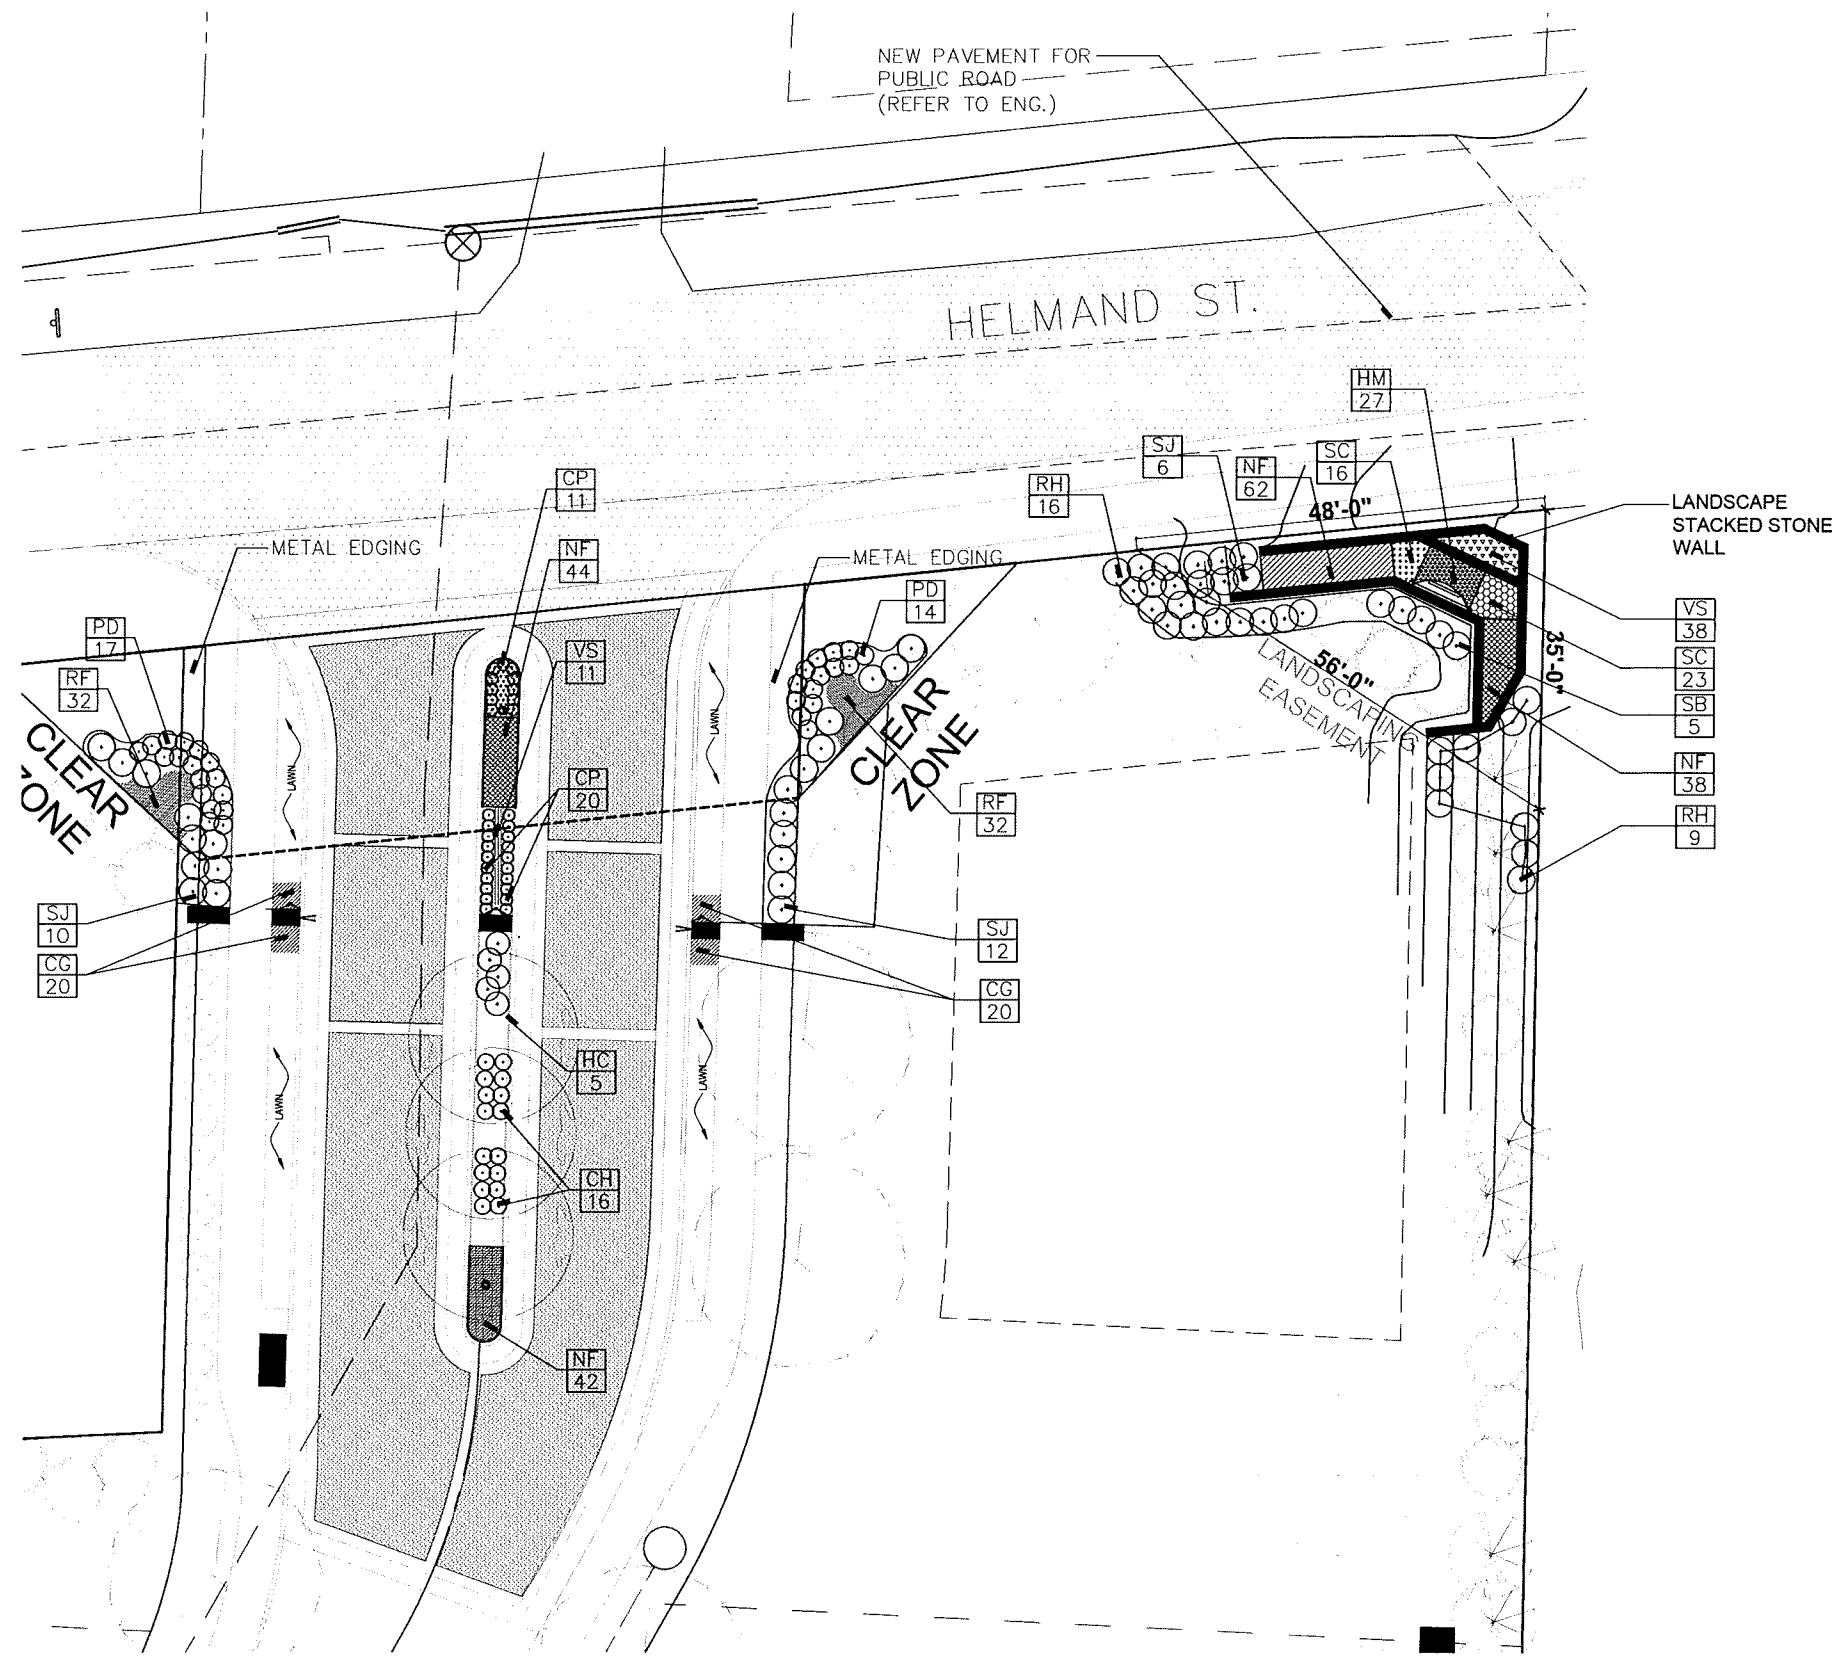 NEW PAVEMENT FOR
PUBLIC ROAD
(REFER TO ENG.)
HELMAND ST.
HM
27
SJ
6
NF
62
SC
16
RH
16
48'-0"
LANDSCAPE
STACKED STONE
WALL
CP
11
METAL EDGING
NF
44
METAL EDGING
PD
14
PD
17
VS
11
RF
32
VS
38
35'-0"
SC
23
56'-0"
LANDSCAPING
EASEMENT
SB
5
NF
38
RH
9
CLEAR
ZONE
CLEAR
ZONE
LAWN
LAWN
CP
20
RF
32
SJ
10
CG
20
SJ
12
CG
20
HC
5
LAWN
LAWN
CH
16
NF
42